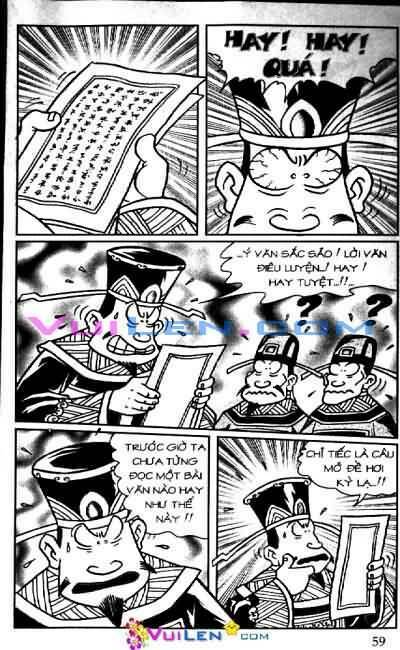 HAY! HAY!
QUÁ!
...Ý VĂN SẮC SẢO! LỜI VĂN
ĐIÊU LUYỆN..! HAY!
HAY TUYỆT..!!
?
?
VUILEN.COM
TRƯỚC GIỜ TA
CHƯA TỪNG
ĐỌC MỘT BÀI
VĂN NÀO HAY
NHƯ THẾ
NÀY!!
CHỈ TIẾC LÀ CÂU
MỞ ĐỀ HƠI
KỲ LẠ..!!
59
VUILEN.COM